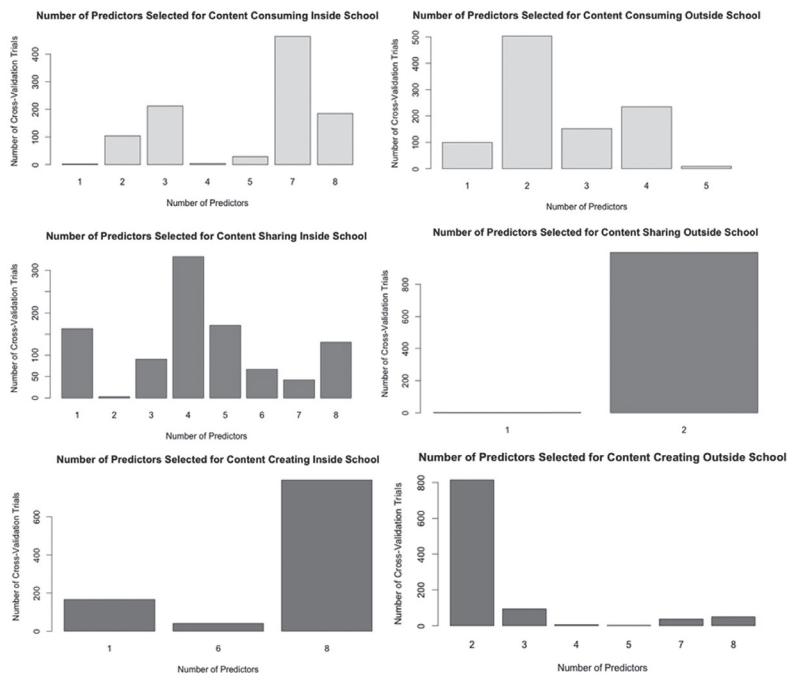 Number of Predictors Selected for Content Consuming Inside School
Number of Cross-Validation Trials
400
300
200
100
0
1 2 3 4 5 7 8
Number of Predictors
Number of Predictors Selected for Content Consuming Outside School
Number of Cross-Validation Trials
500
400
300
200
100
0
1 2 3 4 5
Number of Predictors
Number of Predictors Selected for Content Sharing Inside School
Number of Cross-Validation Trials
300
200
100
50
0
1 2 3 4 5 6 7 8
Number of Predictors
Number of Predictors Selected for Content Sharing Outside School
Number of Cross-Validation Trials
800
600
400
200
0
1 2
Number of Predictors
Number of Predictors Selected for Content Creating Inside School
Number of Cross-Validation Trials
600
400
200
0
1 6 8
Number of Predictors
Number of Predictors Selected for Content Creating Outside School
Number of Cross-Validation Trials
800
600
400
200
0
2 3 4 5 7 8
Number of Predictors